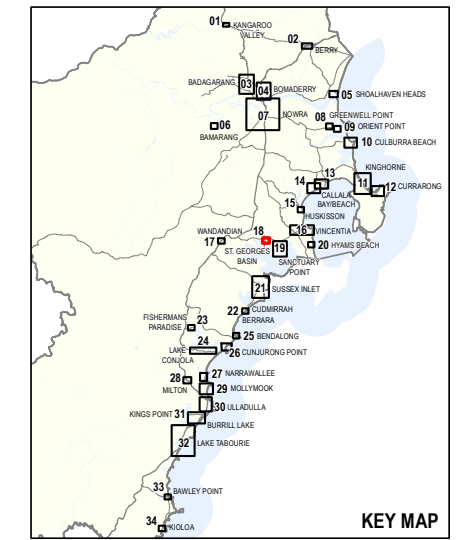 01
KANGAROO
VALLEY
02
BERRY
BADAGARANG
03
04
BOMADERRY
05 SHOALHAVEN HEADS
07
NOWRA
06
BAMARANG
GREENWELL POINT
08
09 ORIENT POINT
10 CULBURRA BEACH
KINGHORNE
11
12 CURRARONG
13
14
CALLALA
BAY/BEACH
15
HUSKISSON
16
VINCENTIA
WANDANDIAN
17
18
ST. GEORGES
BASIN
19
20 HYAMS BEACH
SANCTUARY
POINT
21
SUSSEX INLET
22 CUDMIRRAH
BERRARA
FISHERMANS
PARADISE
23
24
LAKE
CONJOLA
25 BENDALONG
26 CUNJURONG POINT
27 NARRAWALLEE
28
MILTON
29 MOLLYMOOK
30 ULLADULLA
KINGS POINT 31
BURRILL LAKE
32
LAKE TABOURIE
33
BAWLEY POINT
34
KIOLOA
KEY MAP